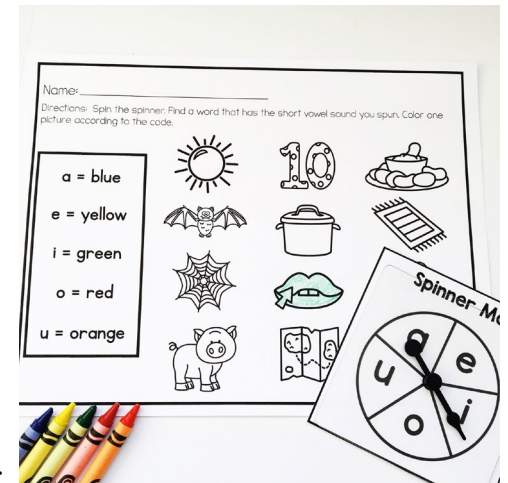 Name:
Directions: Spin the spinner. Find a word that has the short vowel sound you spun. Color one
picture according to the code.
a = blue
e = yellow
i = green
o = red
u = orange
10
Spinner
a
e
u
i
o